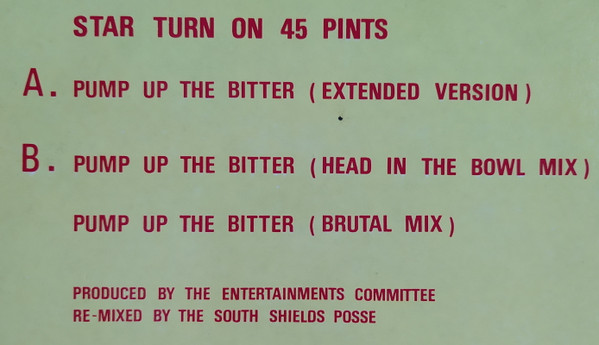 STAR TURN ON 45 PINTS
A. PUMP UP THE BITTER (EXTENDED VERSION)
B. PUMP UP THE BITTER (HEAD IN THE BOWL MIX)
PUMP UP THE BITTER (BRUTAL MIX)
PRODUCED BY THE ENTERTAINMENTS COMMITTEE
RE-MIXED BY THE SOUTH SHIELDS POSSE